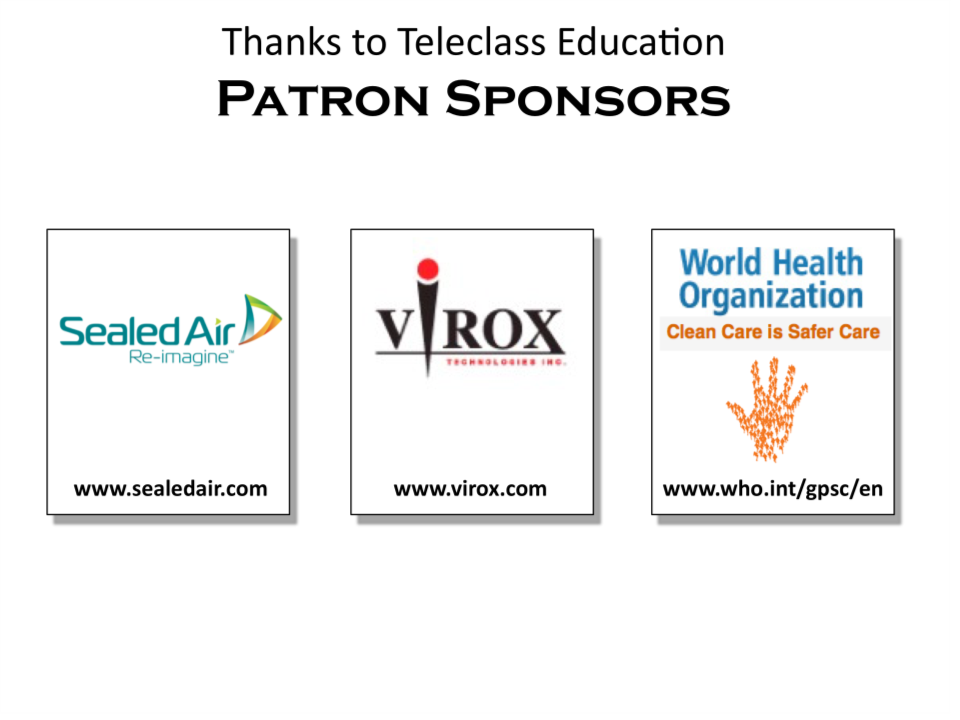 Thanks to Teleclass Education
PATRON SPONSORS
Sealed Air
Re-imagine™
www.sealedair.com
VIROX
TECHNOLOGIES INC.
www.virox.com
World Health
Organization
Clean Care is Safer Care
www.who.int/gpsc/en